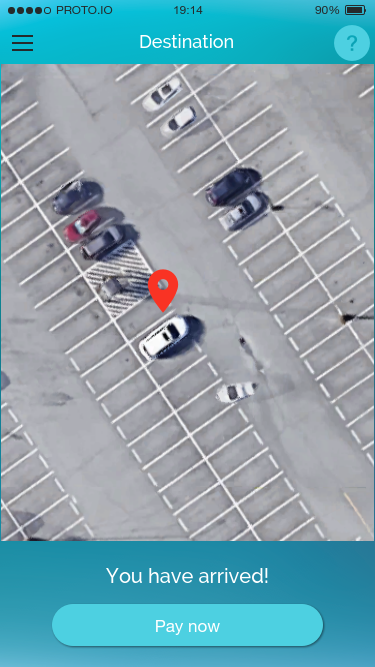 PROTO.IO 19:14 90%
Destination
?
You have arrived!
Pay now